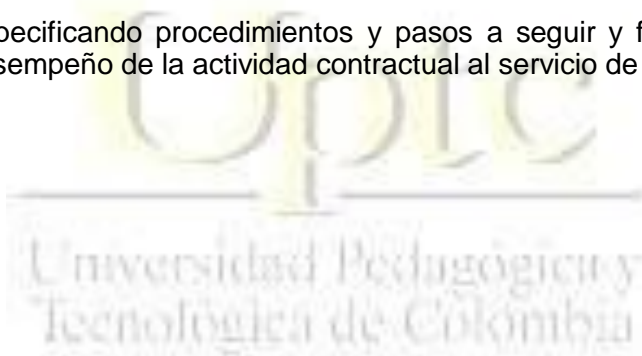 pecificando procedimientos y pasos a seguir y f
sempeño de la actividad contractual al servicio de
Uptc
Universidad Pedagógica y
Tecnológica de Colombia